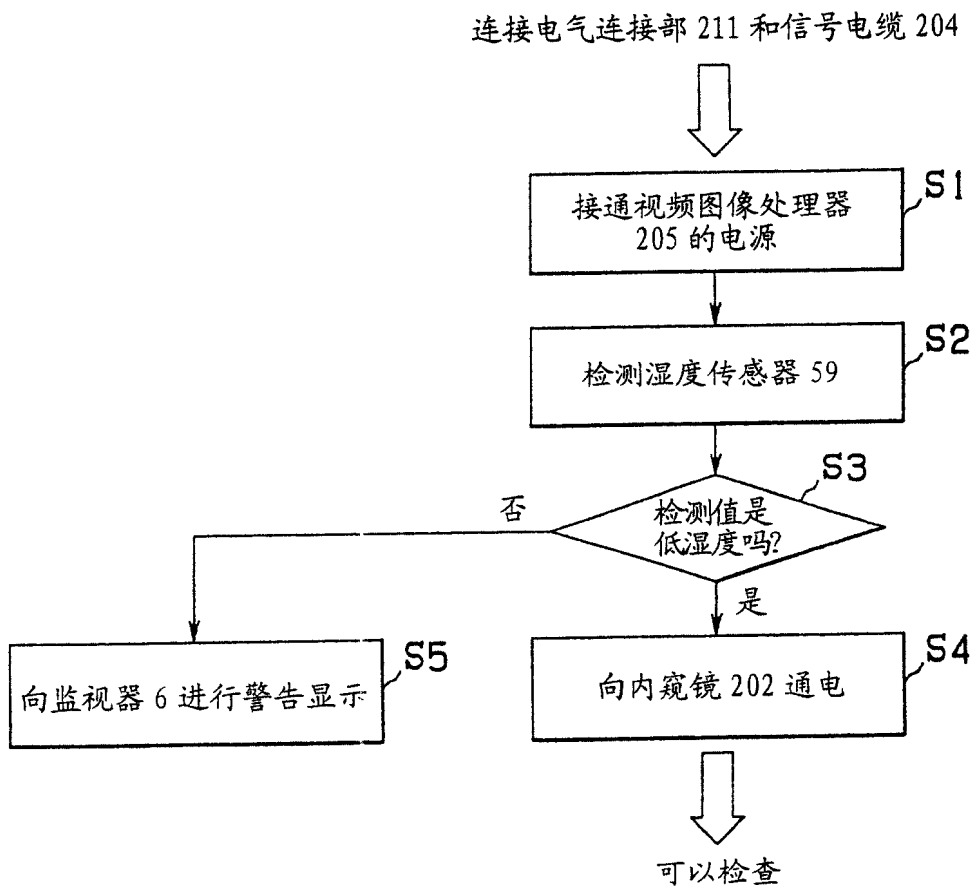 连接电气连接部 211 和信号电缆 204
S1
接通视频图像处理器
205 的电源
S2
检测湿度传感器 59
S3
检测值是
低湿度吗?
否
是
S5
向监视器 6 进行警告显示
S4
向内窥镜 202 通电
可以检查